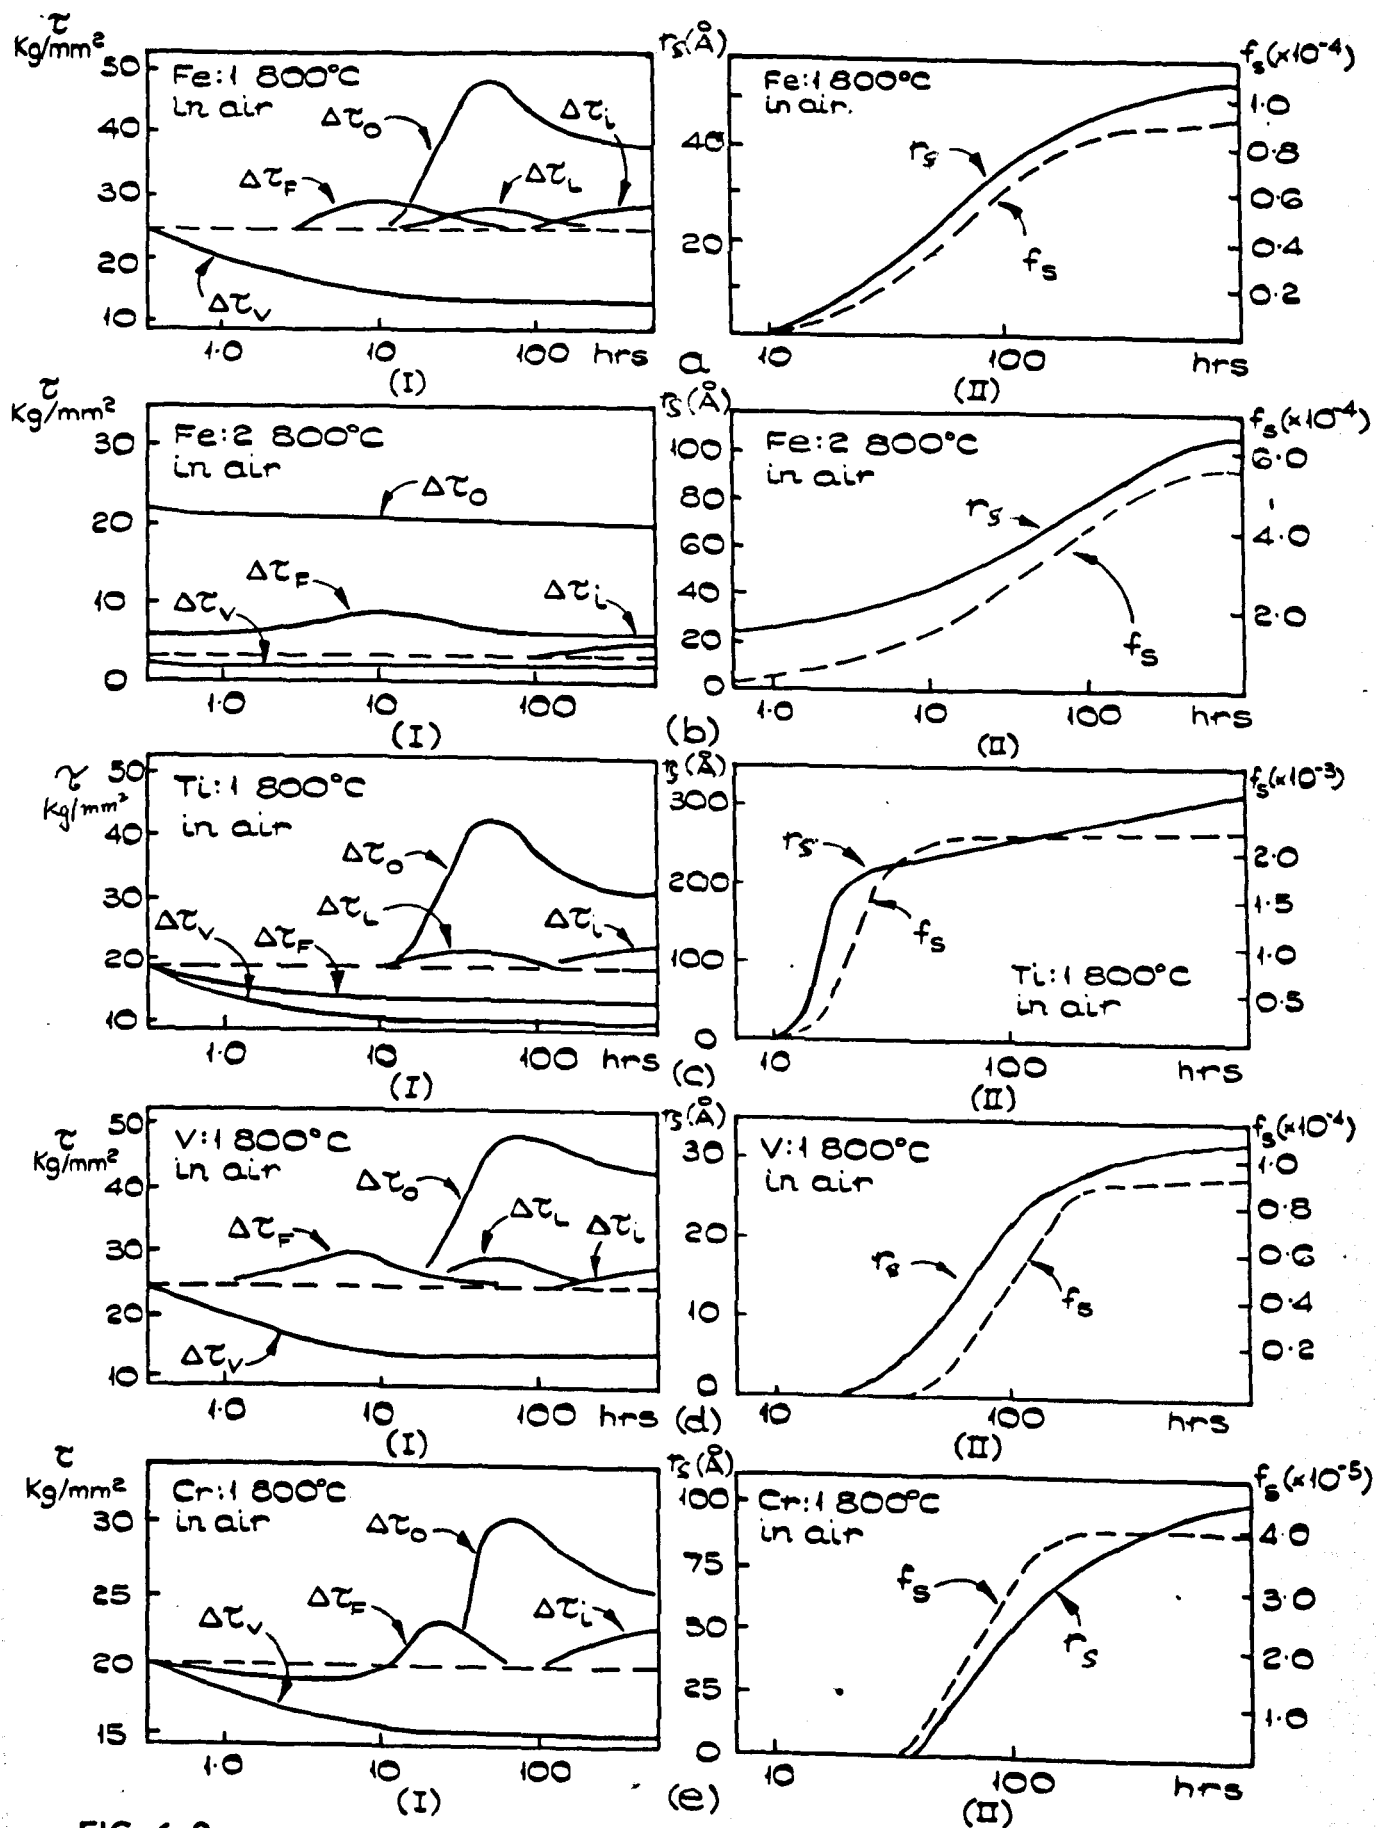 τ
Kg/mm²
50
40
30
20
10
Fe:1 800°C
in air
Δτo
Δτi
ΔτF
ΔτL
Δτv
1·0 10 100 hrs
(I)
a
rs(Å)
40
20
Fe:1 800°C
in air.
rs
fs
fs(×10⁻⁴)
1·0
0·8
0·6
0·4
0·2
10 100 hrs
(II)
τ
Kg/mm²
30
20
10
0
Fe:2 800°C
in air
Δτo
ΔτF
Δτv
Δτi
1·0 10 100
(I)
(b)
rs(Å)
100
80
60
40
20
0
Fe:2 800°C
in air
rs
fs
fs(×10⁻⁴)
6·0
4·0
2·0
1·0 10 100 hrs
(II)
τ
Kg/mm²
50
40
30
20
10
Ti:1 800°C
in air
Δτo
ΔτL
Δτv
ΔτF
Δτi
1·0 10 100 hrs
(I)
(c)
rs(Å)
300
200
100
0
rs
fs
Ti:1 800°C
in air
fs(×10⁻³)
2·0
1·5
1·0
0·5
10 100 hrs
(II)
τ
Kg/mm²
50
40
30
20
10
V:1 800°C
in air
Δτo
ΔτF
ΔτL
Δτi
Δτv
1·0 10 100 hrs
(I)
(d)
rs(Å)
30
20
10
0
V:1 800°C
in air
rs
fs
fs(×10⁻⁴)
1·0
0·8
0·6
0·4
0·2
10 100 hrs
(II)
τ
Kg/mm²
30
25
20
15
Cr:1 800°C
in air
Δτo
ΔτF
Δτv
Δτi
1·0 10 100
(I)
(e)
rs(Å)
100
75
50
25
0
Cr:1 800°C
in air
fs
rs
fs(×10⁻⁵)
4·0
3·0
2·0
1·0
10 100 hrs
(II)